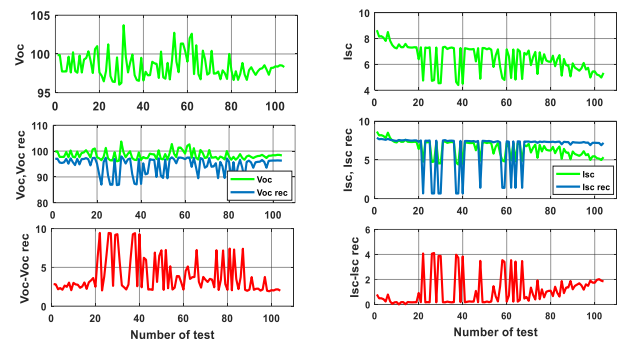 Voc
105
100
95
0 20 40 60 80 100
Isc
10
8
6
4
0 20 40 60 80 100
Voc,Voc rec
110
100
90
80
Voc
Voc rec
0 20 40 60 80 100
Isc, Isc rec
10
5
0
Isc
Isc rec
0 20 40 60 80 100
Voc-Voc rec
10
5
0
0 20 40 60 80 100
Number of test
Isc-Isc rec
6
4
2
0
0 20 40 60 80 100
Number of test